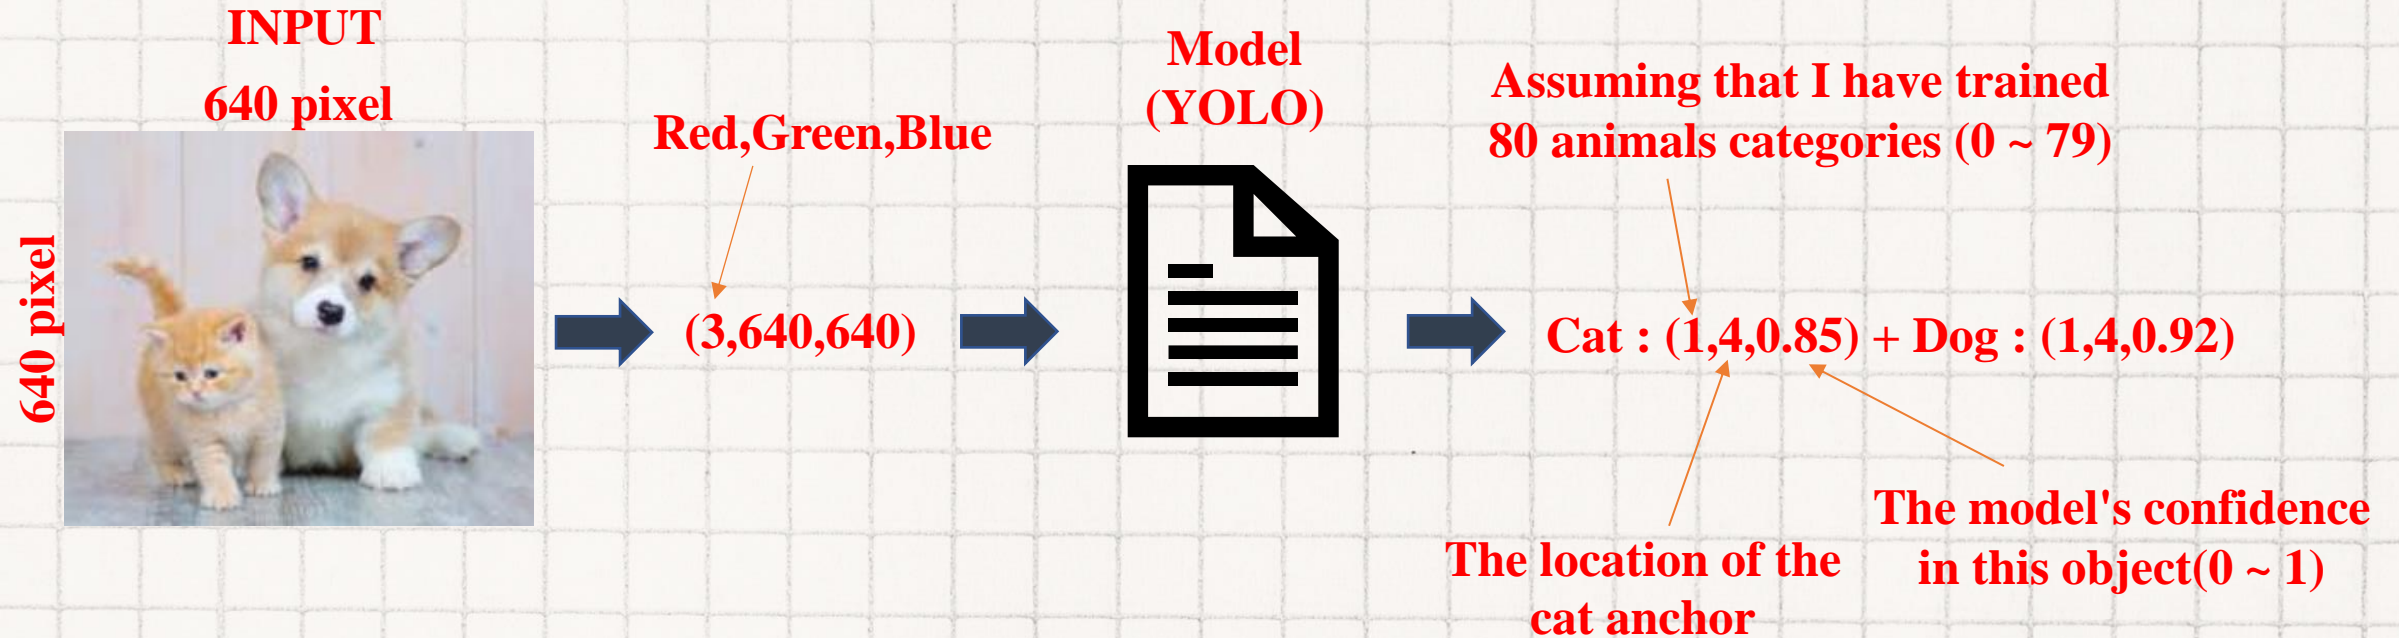 INPUT
640 pixel
640 pixel
Red,Green,Blue
(3,640,640)
Model
(YOLO)
Assuming that I have trained
80 animals categories (0 ~ 79)
Cat : (1,4,0.85) + Dog : (1,4,0.92)
The location of the
cat anchor
The model's confidence
in this object(0 ~ 1)